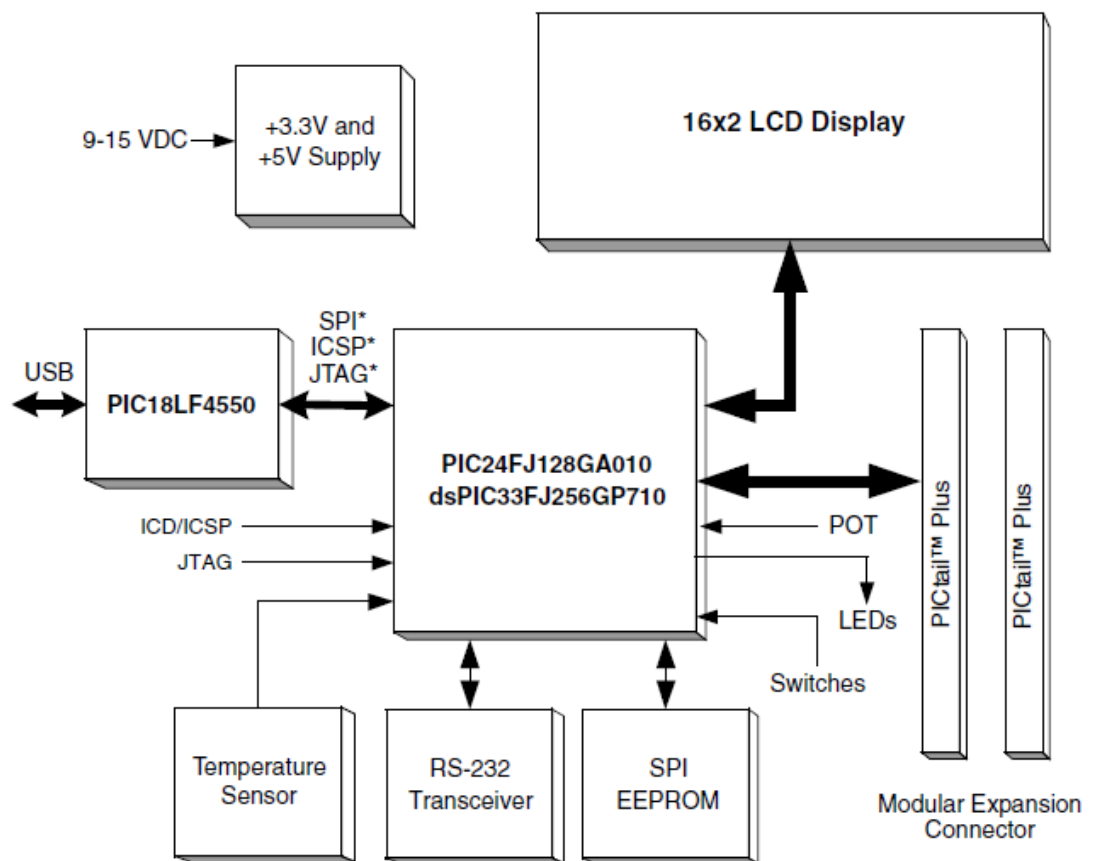 9-15 VDC
+3.3V and
+5V Supply
16x2 LCD Display
USB
PIC18LF4550
SPI*
ICSP*
JTAG*
PIC24FJ128GA010
dsPIC33FJ256GP710
ICD/ICSP
JTAG
POT
LEDs
Switches
PICtail™ Plus
PICtail™ Plus
Temperature
Sensor
RS-232
Transceiver
SPI
EEPROM
Modular Expansion
Connector